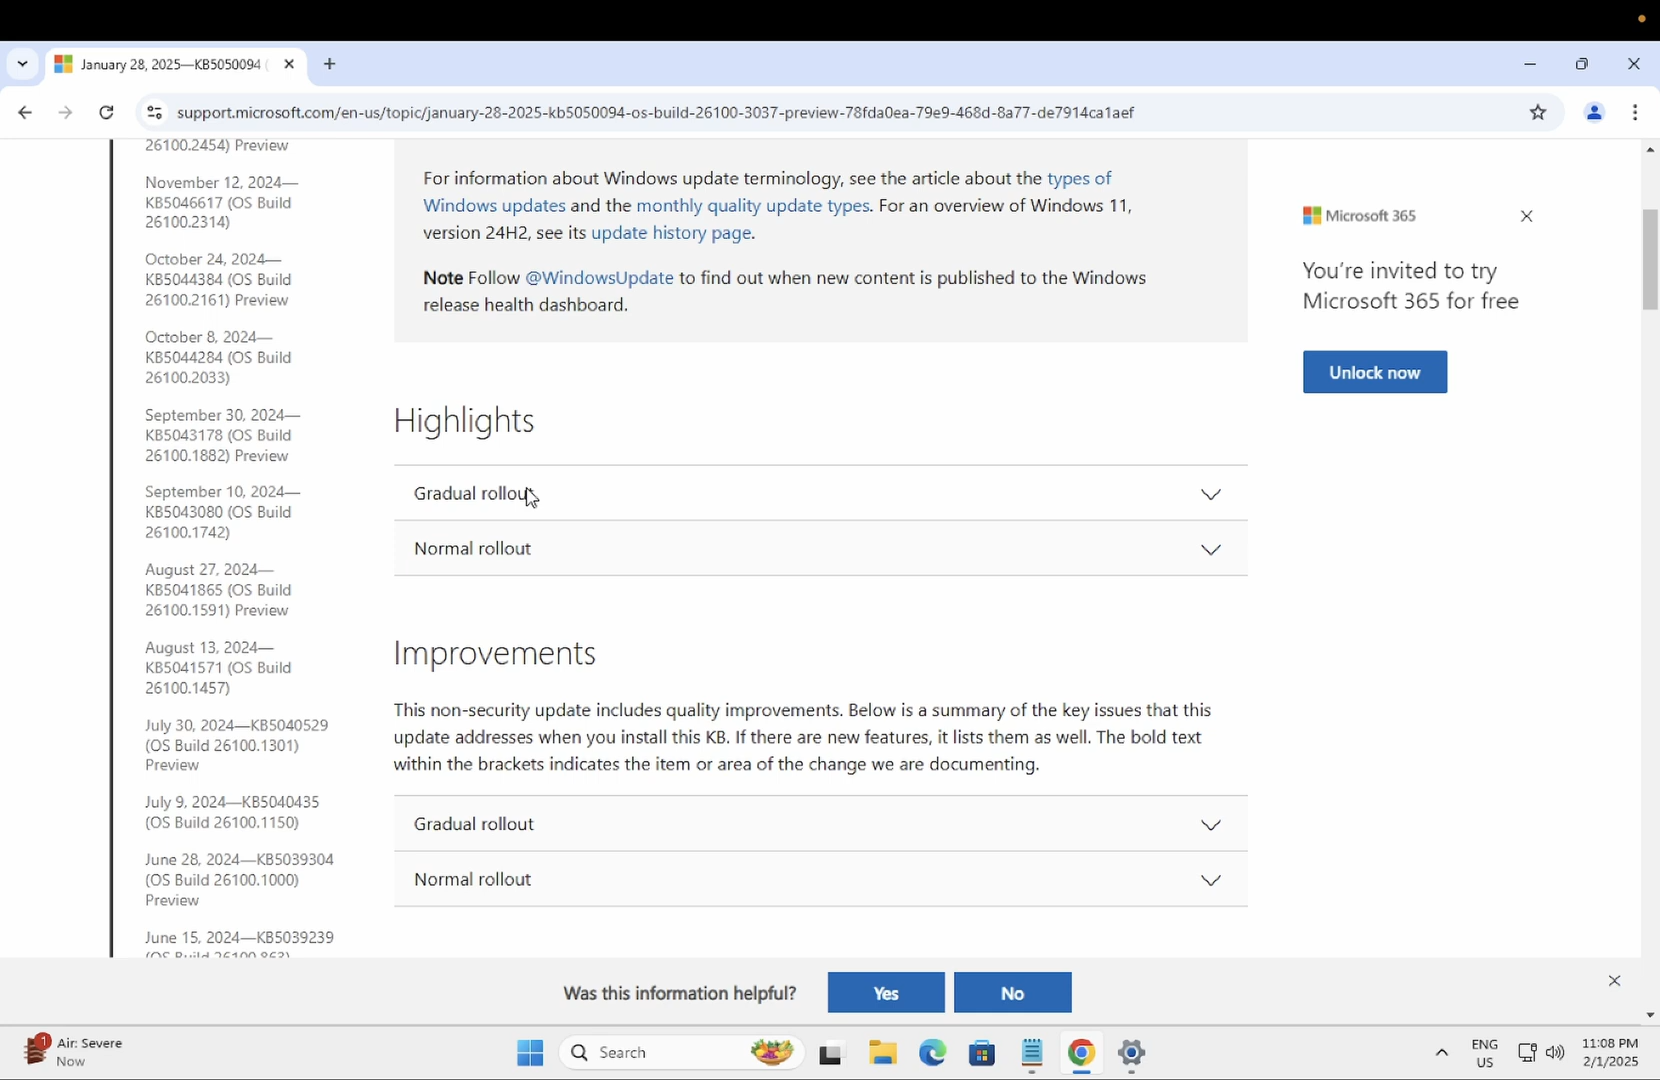 January 28, 2025—KB5050094 (
support.microsoft.com/en-us/topic/january-28-2025-kb5050094-os-build-26100-3037-preview-78fda0ea-79e9-468d-8a77-de7914ca1aef
26100.2454) Preview
November 12, 2024—
KB5046617 (OS Build
26100.2314)
October 24, 2024—
KB5044384 (OS Build
26100.2161) Preview
October 8, 2024—
KB5044284 (OS Build
26100.2033)
September 30, 2024—
KB5043178 (OS Build
26100.1882) Preview
September 10, 2024—
KB5043080 (OS Build
26100.1742)
August 27, 2024—
KB5041865 (OS Build
26100.1591) Preview
August 13, 2024—
KB5041571 (OS Build
26100.1457)
July 30, 2024—KB5040529
(OS Build 26100.1301)
Preview
July 9, 2024—KB5040435
(OS Build 26100.1150)
June 28, 2024—KB5039304
(OS Build 26100.1000)
Preview
June 15, 2024—KB5039239
(OS Build 26100.863)
For information about Windows update terminology, see the article about the types of
Windows updates and the monthly quality update types. For an overview of Windows 11,
version 24H2, see its update history page.
Note Follow @WindowsUpdate to find out when new content is published to the Windows
release health dashboard.
Highlights
Gradual rollout
Normal rollout
Improvements
This non-security update includes quality improvements. Below is a summary of the key issues that this
update addresses when you install this KB. If there are new features, it lists them as well. The bold text
within the brackets indicates the item or area of the change we are documenting.
Gradual rollout
Normal rollout
Microsoft 365
You're invited to try
Microsoft 365 for free
Unlock now
Was this information helpful?
Yes
No
1
Air: Severe
Now
Search
ENG
US
11:08 PM
2/1/2025